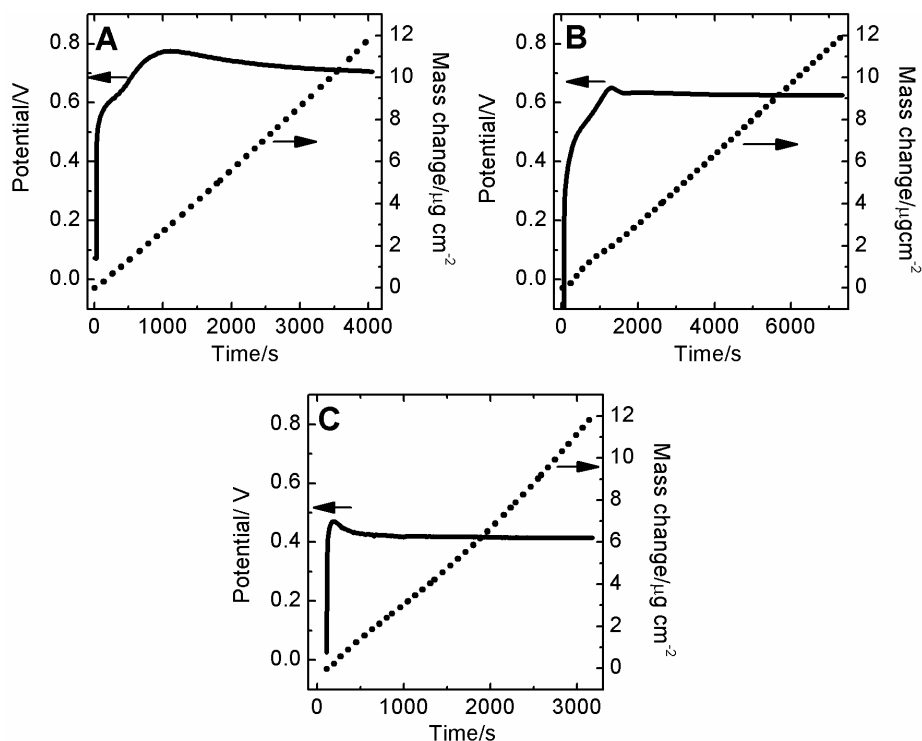 A
0.8
0.6
0.4
0.2
0.0
Potential/V
12
10
8
6
4
2
0
Mass change/μg cm-2
0 1000 2000 3000 4000
Time/s
B
0.8
0.6
0.4
0.2
0.0
Potential/V
12
10
8
6
4
2
0
Mass change/μgcm-2
0 2000 4000 6000
Time/s
C
0.8
0.6
0.4
0.2
0.0
Potential/ V
12
10
8
6
4
2
0
Mass change/μg cm-2
0 1000 2000 3000
Time/s